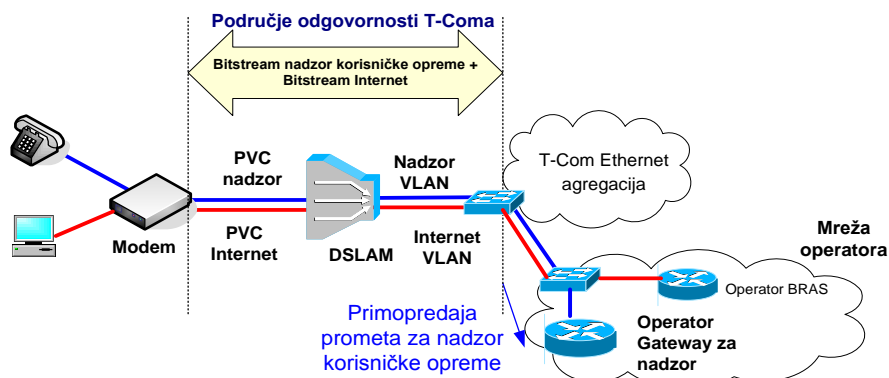 Područje odgovornosti T-Coma
Bitstream nadzor korisničke opreme +
Bitstream Internet
PVC
nadzor
Nadzor
VLAN
T-Com Ethernet
agregacija
Modem
PVC
Internet
DSLAM
Internet
VLAN
Mreža
operatora
Operator BRAS
Primopredaja
prometa za nadzor
korisničke opreme
Operator
Gateway za
nadzor